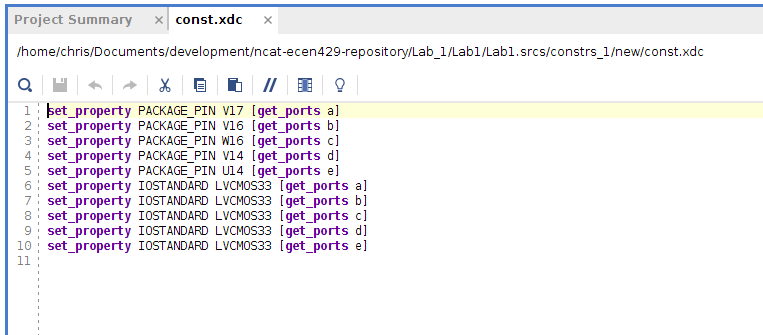 Project Summary × const.xdc ×
/home/chris/Documents/development/ncat-ecen429-repository/Lab_1/Lab1/Lab1.srcs/constrs_1/new/const.xdc
1 set_property PACKAGE_PIN V17 [get_ports a]
2 set_property PACKAGE_PIN V16 [get_ports b]
3 set_property PACKAGE_PIN W16 [get_ports c]
4 set_property PACKAGE_PIN V14 [get_ports d]
5 set_property PACKAGE_PIN U14 [get_ports e]
6 set_property IOSTANDARD LVCMOS33 [get_ports a]
7 set_property IOSTANDARD LVCMOS33 [get_ports b]
8 set_property IOSTANDARD LVCMOS33 [get_ports c]
9 set_property IOSTANDARD LVCMOS33 [get_ports d]
10 set_property IOSTANDARD LVCMOS33 [get_ports e]
11